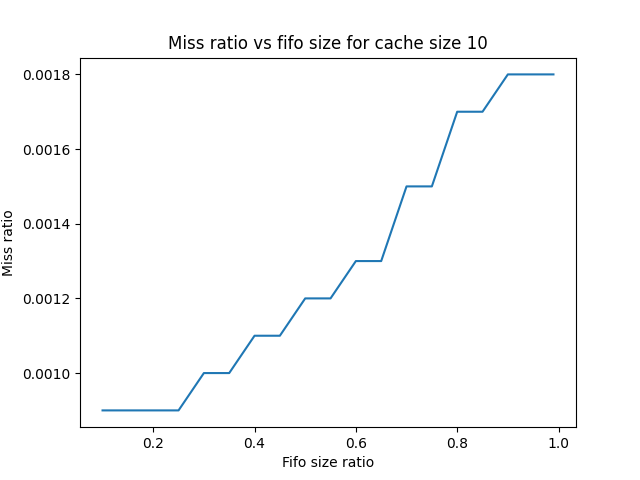 Miss ratio vs fifo size for cache size 10
0.0018
0.0016
0.0014
0.0012
0.0010
Miss ratio
0.2 0.4 0.6 0.8 1.0
Fifo size ratio